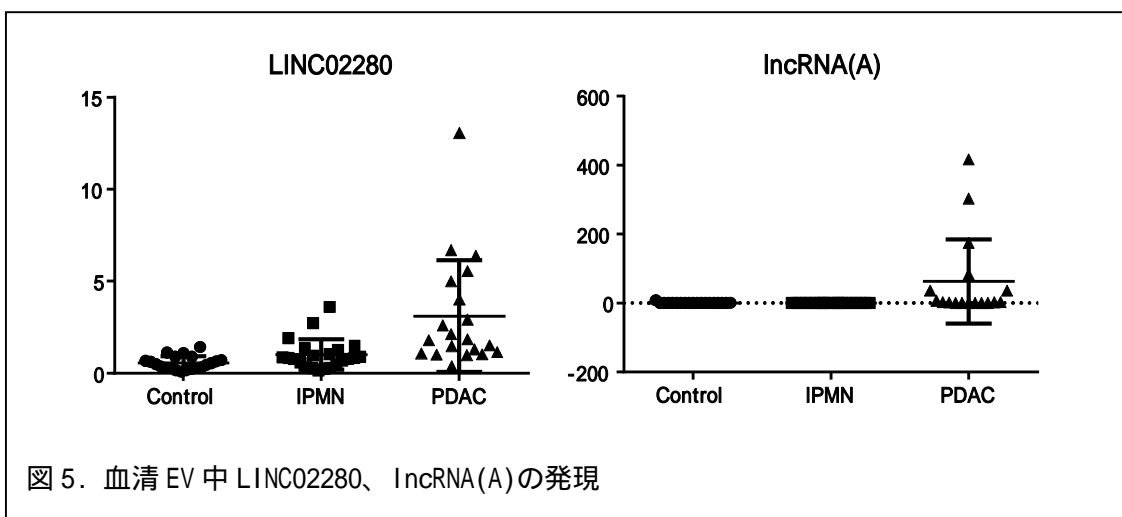 LINC02280
15
10
5
0
Control IPMN PDAC
lncRNA(A)
600
400
200
0
-200
Control IPMN PDAC
図 5. 血清 EV 中 LINC02280、lncRNA(A)の発現